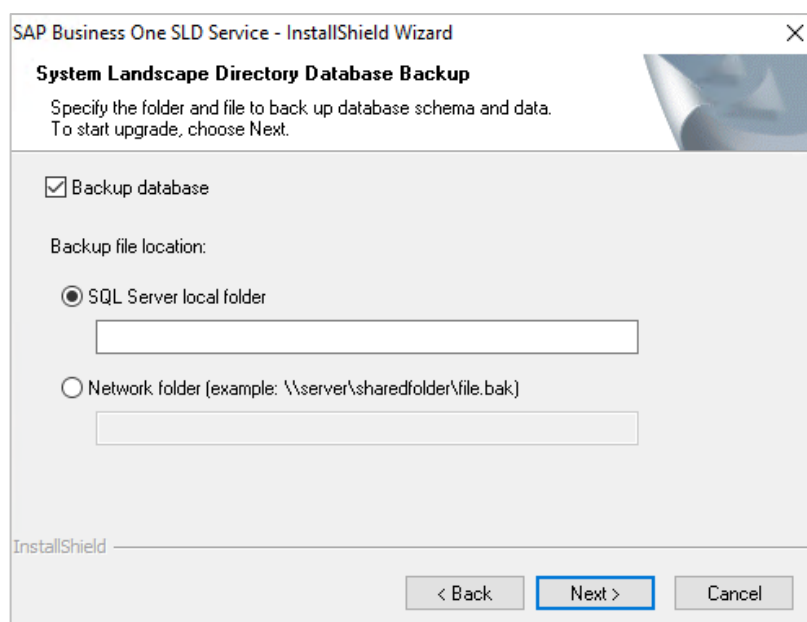 SAP Business One SLD Service - InstallShield Wizard
System Landscape Directory Database Backup
Specify the folder and file to back up database schema and data.
To start upgrade, choose Next.
Backup database
Backup file location:
SQL Server local folder
Network folder (example: \\server\sharedfolder\file.bak)
InstallShield
< Back
Next >
Cancel